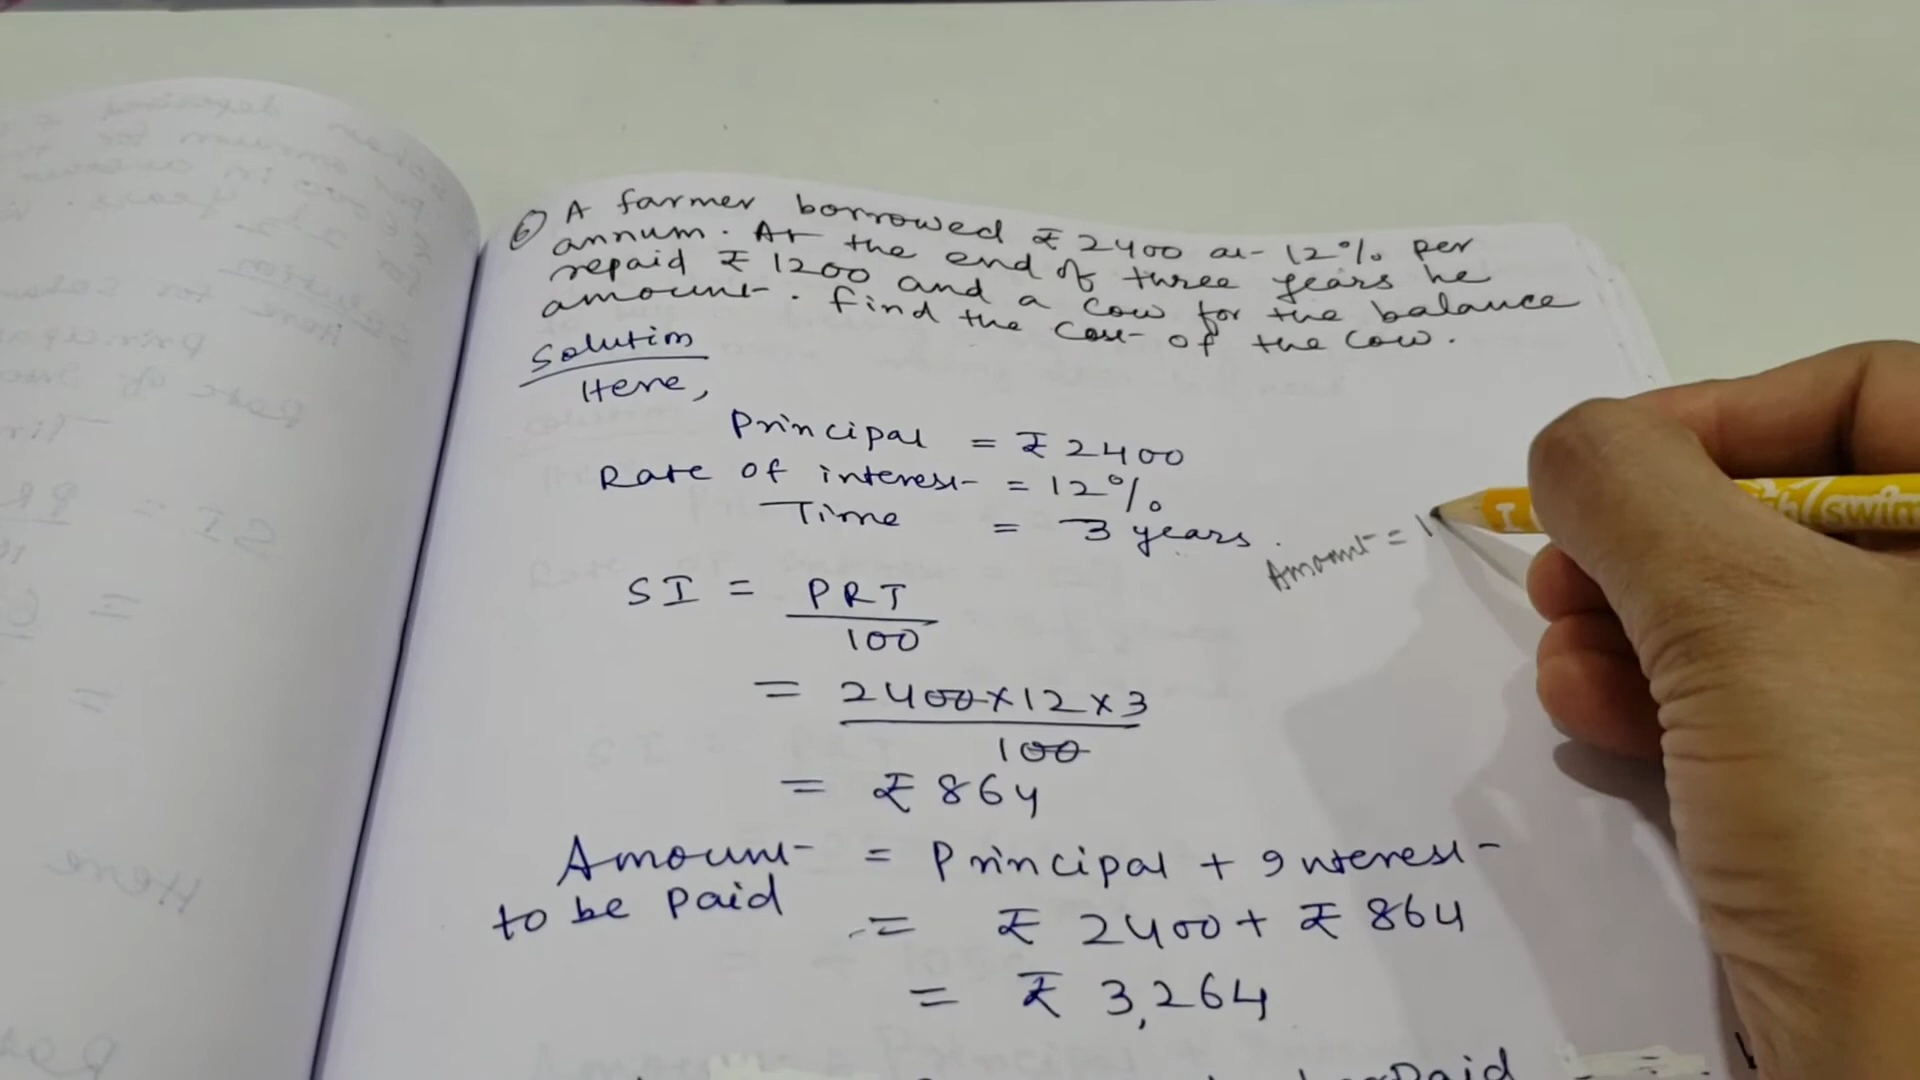 6 A farmer borrowed ₹ 2400 at 12% per
annum. At the end of three years he
repaid ₹ 1200 and a cow for the balance
amount. Find the cost of the cow.
Solution
Here,
Principal = ₹ 2400
Rate of interest = 12%
Time = 3 years.
Amount = 1
SI = PRT
100
= 2400 × 12 × 3
100
= ₹ 864
Amount = Principal + Interest
to be paid
= ₹ 2400 + ₹ 864
= ₹ 3,264
Paid
swim